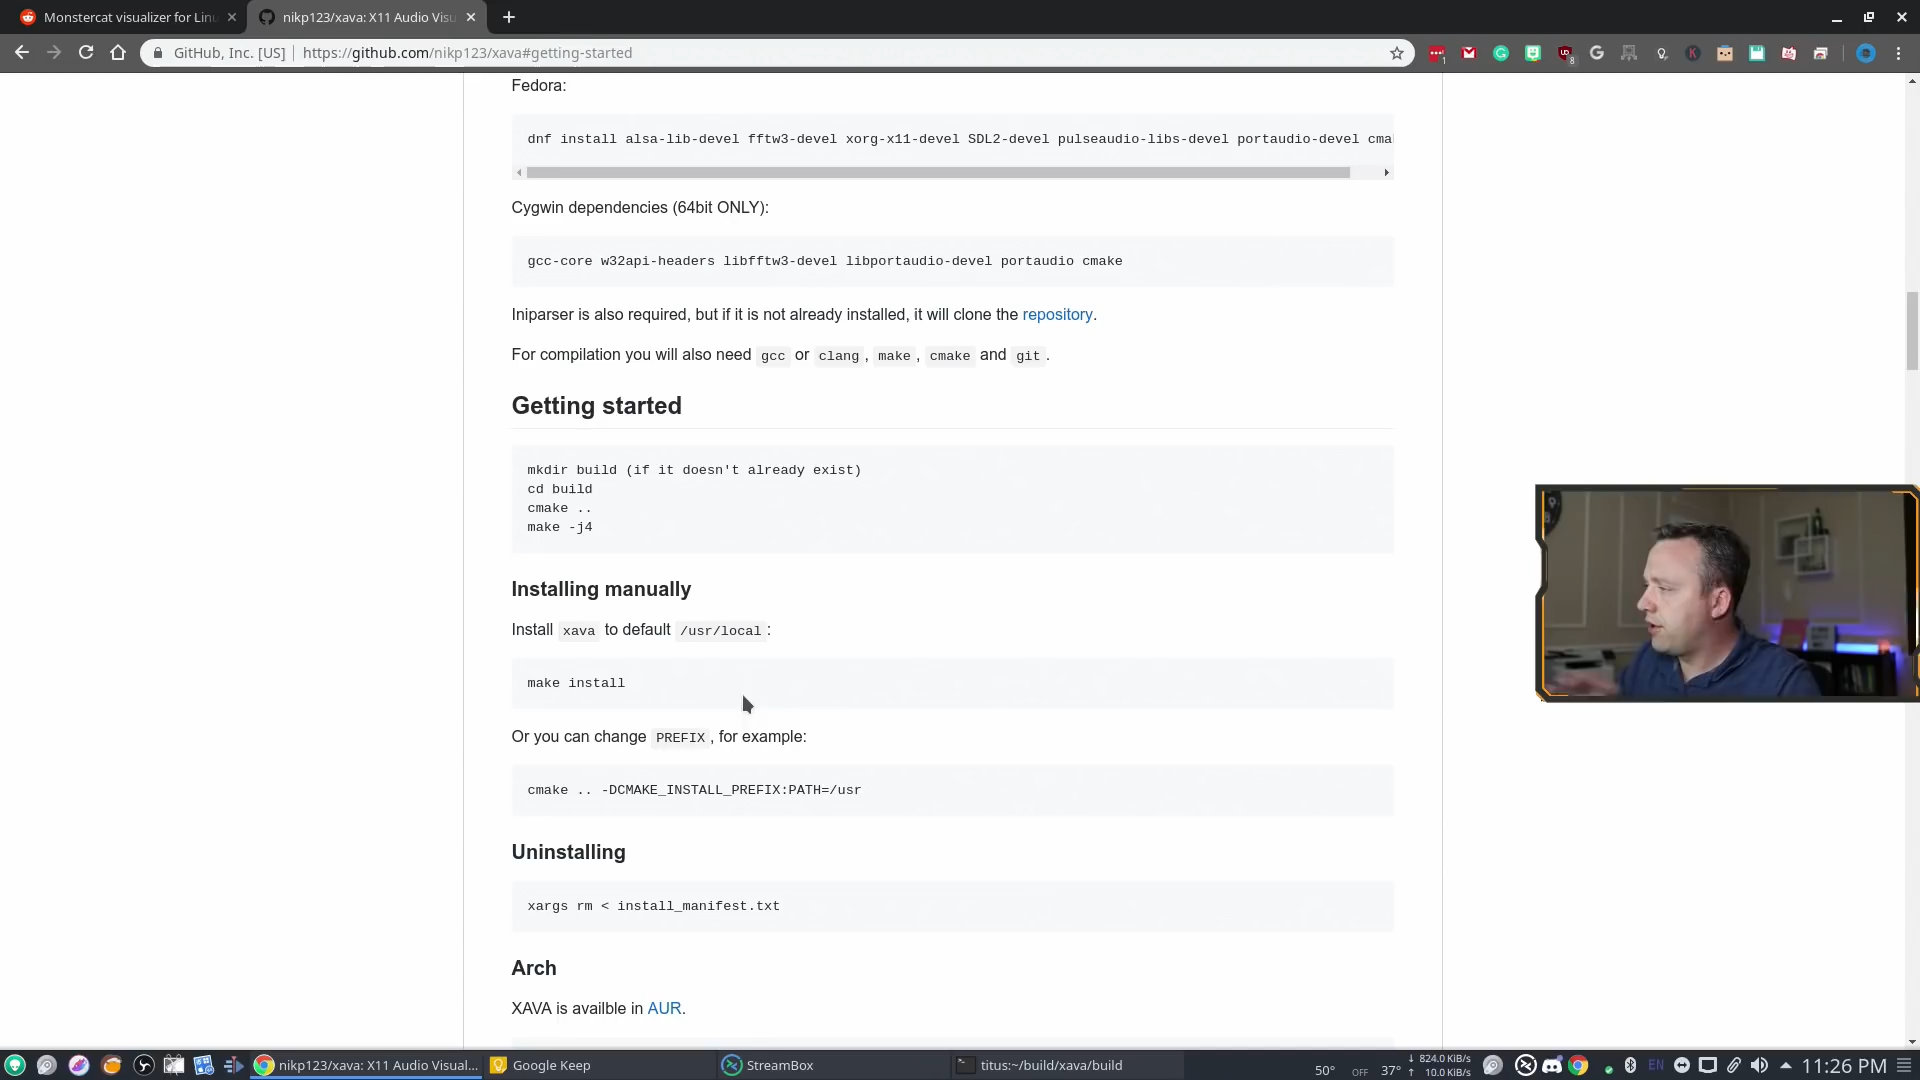 Monstercat visualizer for Linu
nikp123/xava: X11 Audio Visu
GitHub, Inc. [US]
https://github.com/nikp123/xava#getting-started
1
8
Fedora:
dnf install alsa-lib-devel fftw3-devel xorg-x11-devel SDL2-devel pulseaudio-libs-devel portaudio-devel cma
Cygwin dependencies (64bit ONLY):
gcc-core w32api-headers libfftw3-devel libportaudio-devel portaudio cmake
Iniparser is also required, but if it is not already installed, it will clone the repository.
For compilation you will also need gcc or clang, make, cmake and git.
Getting started
mkdir build (if it doesn't already exist)
cd build
cmake ..
make -j4
Installing manually
Install xava to default /usr/local:
make install
Or you can change PREFIX, for example:
cmake .. -DCMAKE_INSTALL_PREFIX:PATH=/usr
Uninstalling
xargs rm < install_manifest.txt
Arch
XAVA is availble in AUR.
nikp123/xava: X11 Audio Visual...
Google Keep
StreamBox
titus:~/build/xava/build
50°
OFF
37°
↓ 824.0 KiB/s
↑ 10.0 KiB/s
EN
11:26 PM